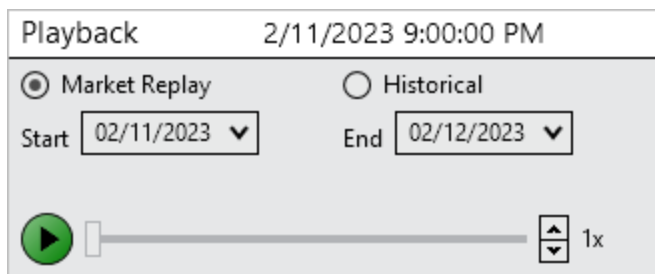 Playback 2/11/2023 9:00:00 PM
Market Replay Historical
Start 02/11/2023 End 02/12/2023
1x